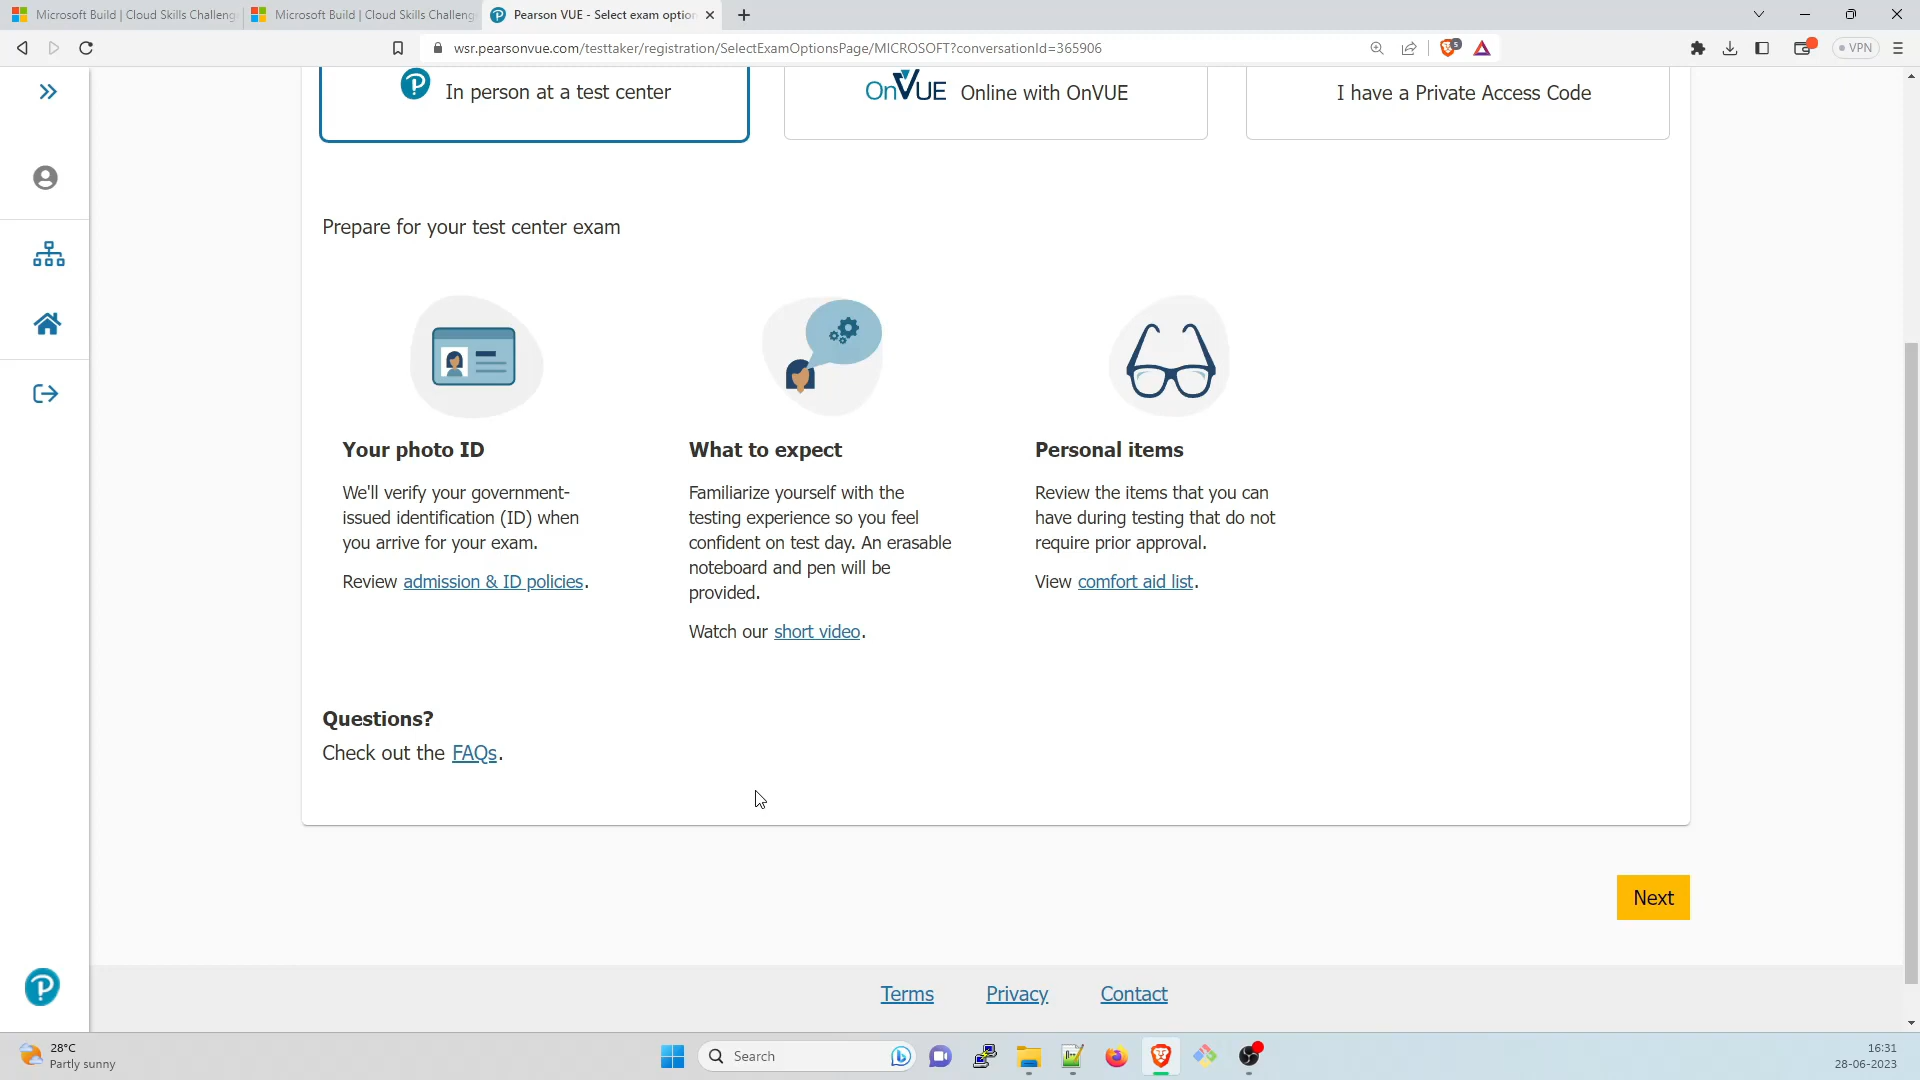 Microsoft Build | Cloud Skills Challeng
Microsoft Build | Cloud Skills Challeng
Pearson VUE - Select exam option
wsr.pearsonvue.com/testtaker/registration/SelectExamOptionsPage/MICROSOFT?conversationId=365906
5
VPN
In person at a test center
OnVUE Online with OnVUE
I have a Private Access Code
Prepare for your test center exam
Your photo ID
We'll verify your government-
issued identification (ID) when
you arrive for your exam.
Review admission & ID policies.
What to expect
Familiarize yourself with the
testing experience so you feel
confident on test day. An erasable
noteboard and pen will be
provided.
Watch our short video.
Personal items
Review the items that you can
have during testing that do not
require prior approval.
View comfort aid list.
Questions?
Check out the FAQs.
Next
Terms
Privacy
Contact
28°C
Partly sunny
Search
16:31
28-06-2023